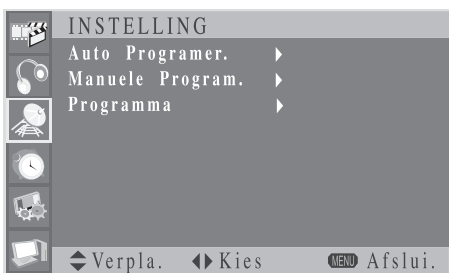 INSTELLING
Auto Programer.
Manuele Program.
Programma
Verpla. Kies MENU Afslui.